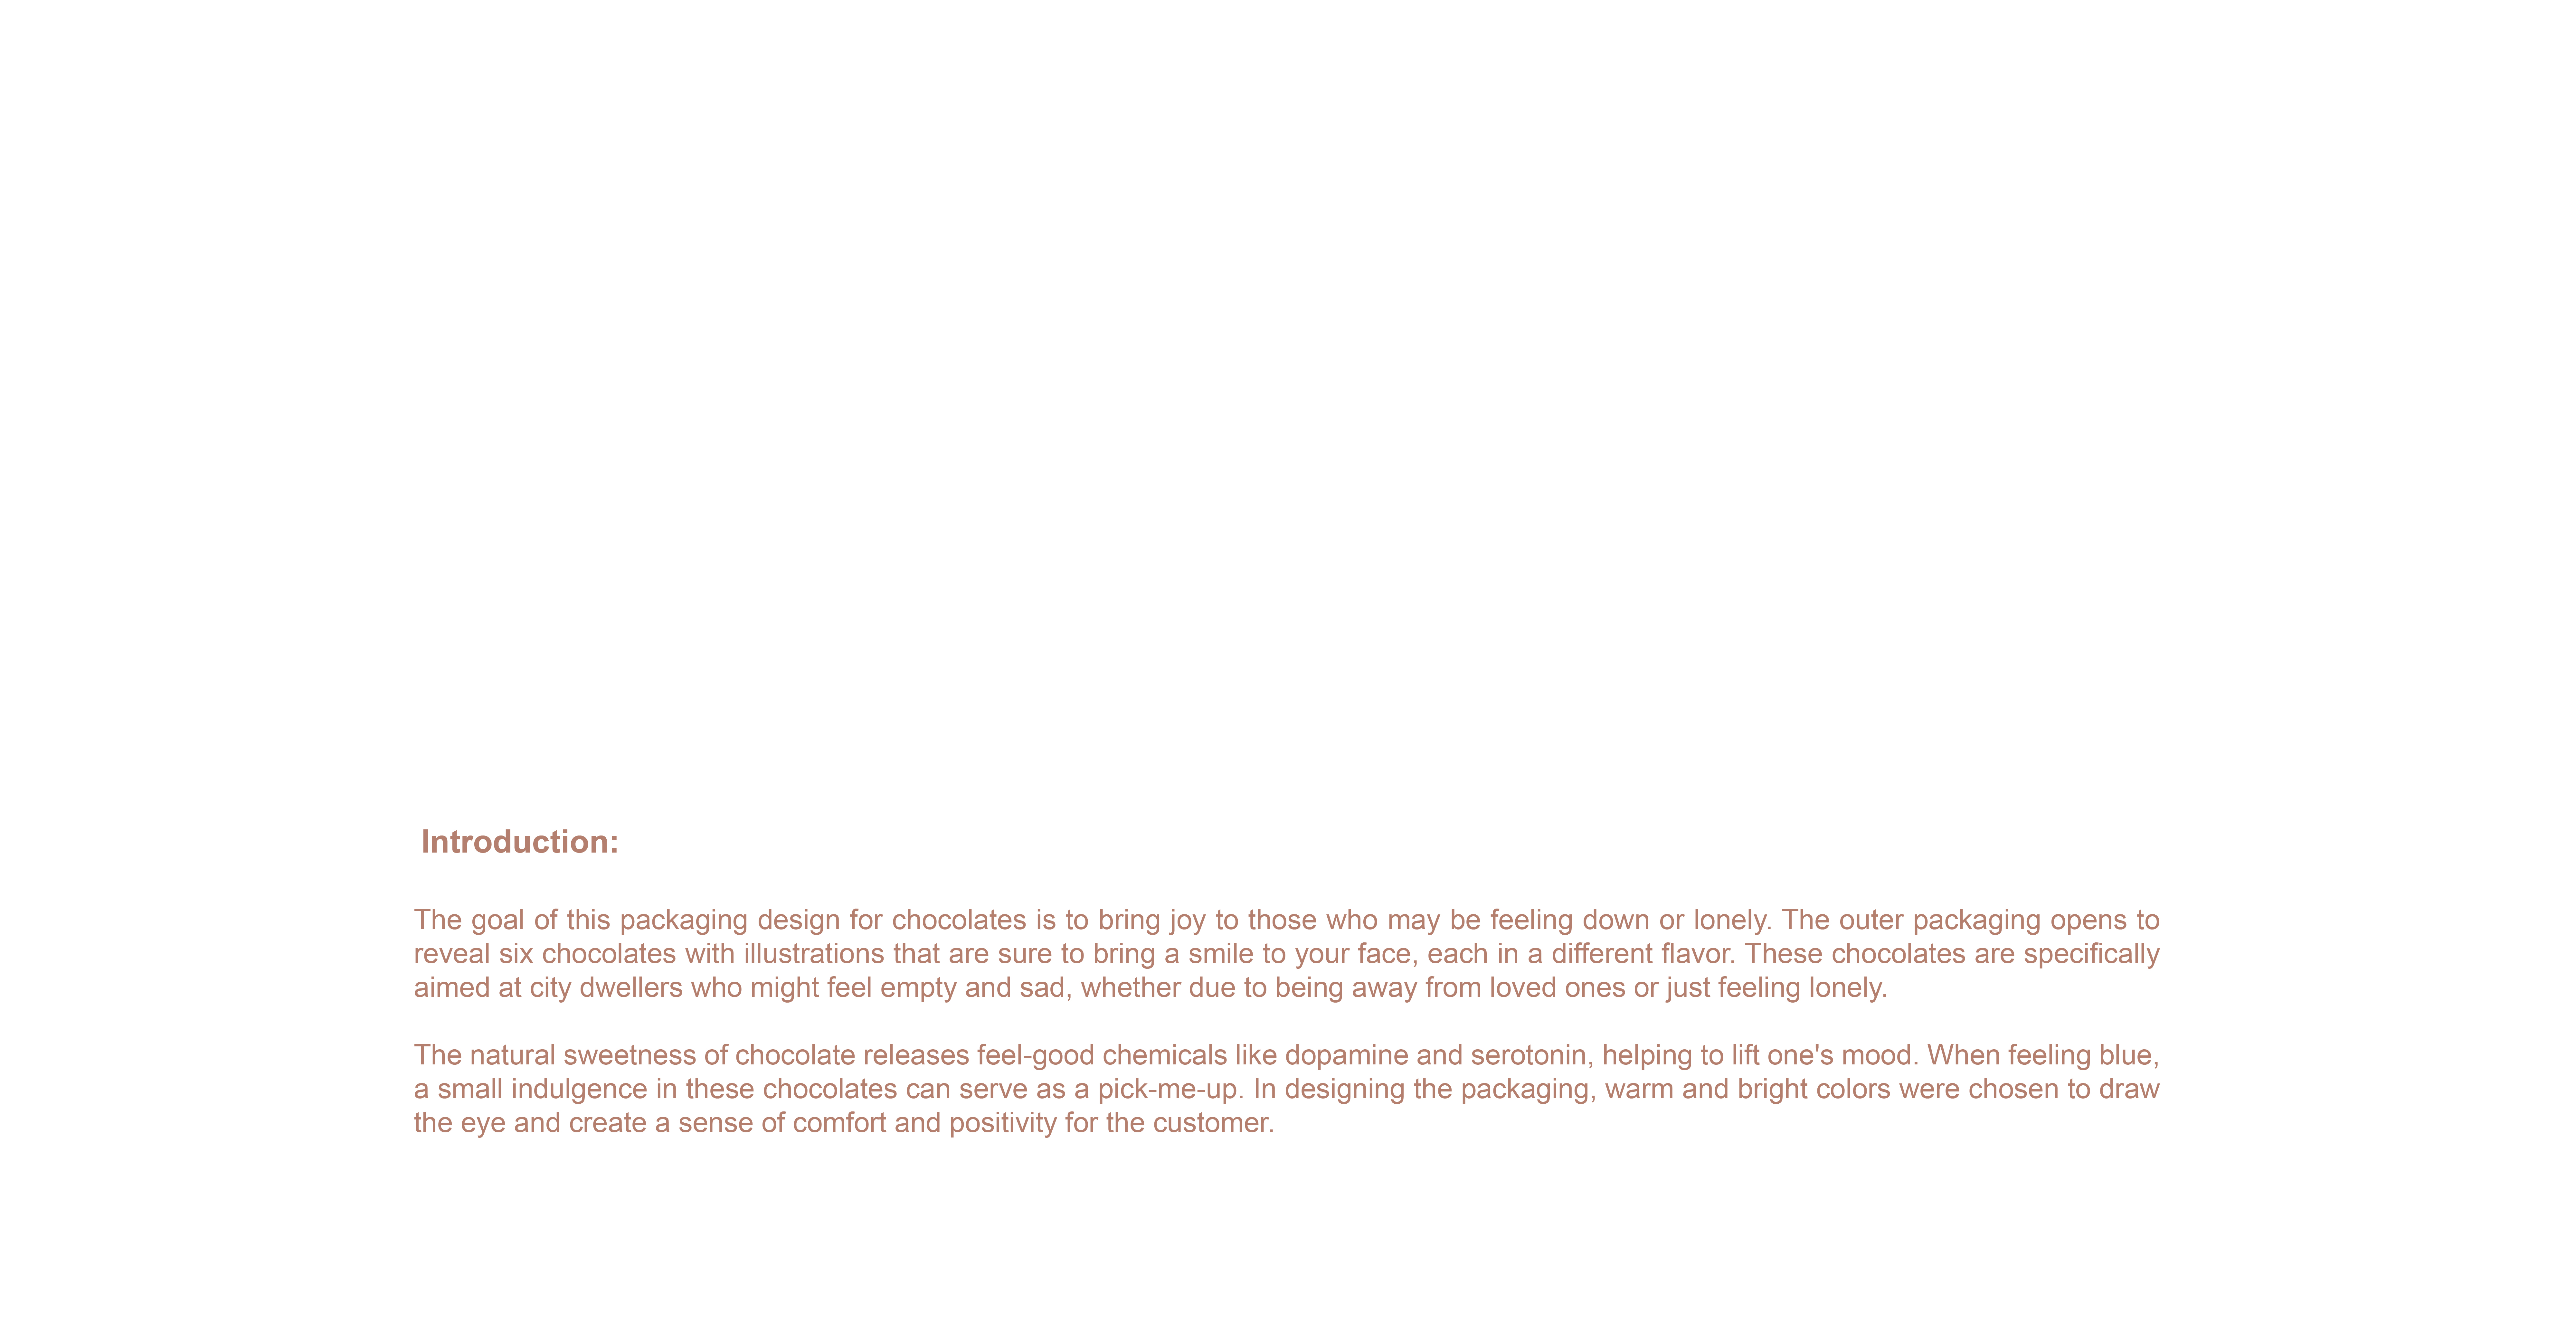 Introduction:
The goal of this packaging design for chocolates is to bring joy to those who may be feeling down or lonely. The outer packaging opens to
reveal six chocolates with illustrations that are sure to bring a smile to your face, each in a different flavor. These chocolates are specifically
aimed at city dwellers who might feel empty and sad, whether due to being away from loved ones or just feeling lonely.
The natural sweetness of chocolate releases feel-good chemicals like dopamine and serotonin, helping to lift one's mood. When feeling blue,
a small indulgence in these chocolates can serve as a pick-me-up. In designing the packaging, warm and bright colors were chosen to draw
the eye and create a sense of comfort and positivity for the customer.